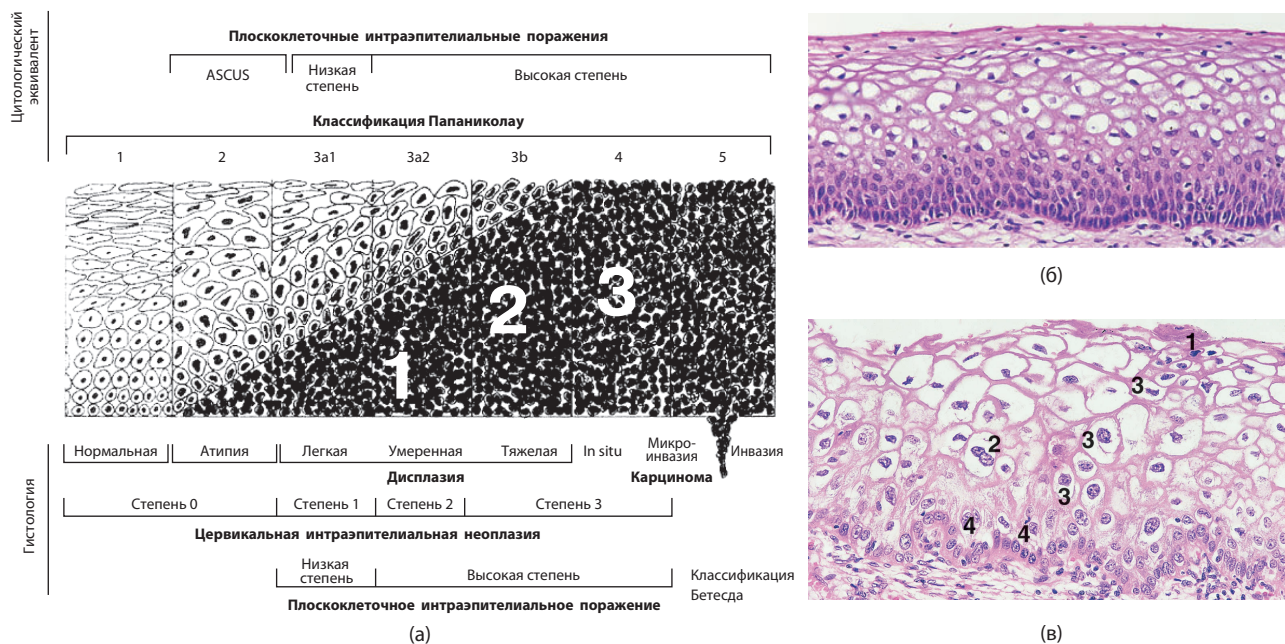 Цитологический
эквивалент
Плоскоклеточные интраэпителиальные поражения
ASCUS
Низкая
степень
Высокая степень
Классификация Папаниколау
1 2 3a1 3a2 3b 4 5
1 2 3
Гистология
Нормальная Атипия Легкая Умеренная Тяжелая In situ Микро-
инвазия Инвазия
Дисплазия Карцинома
Степень 0 Степень 1 Степень 2 Степень 3
Цервикальная интраэпителиальная неоплазия
Низкая
степень
Высокая степень
Классификация
Бетесда
Плоскоклеточное интраэпителиальное поражение
(а)
(б)
1
3
2 3
3
4 4
(в)